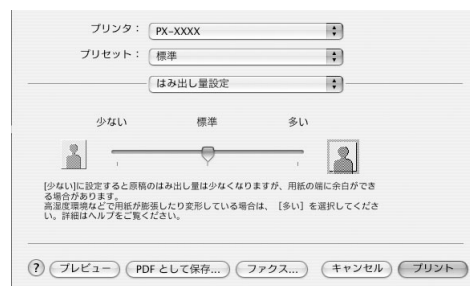 プリンタ： PX-XXXX
プリセット： 標準
はみ出し量設定
少ない 標準 多い
[少ない]に設定すると原稿のはみ出し量は少なくなりますが、用紙の端に余白ができ
る場合があります。
高湿度環境などで用紙が膨張したり変形している場合は、［多い］を選択してくださ
い。詳細はヘルプをご覧ください。
? プレビュー PDF として保存... ファクス... キャンセル プリント